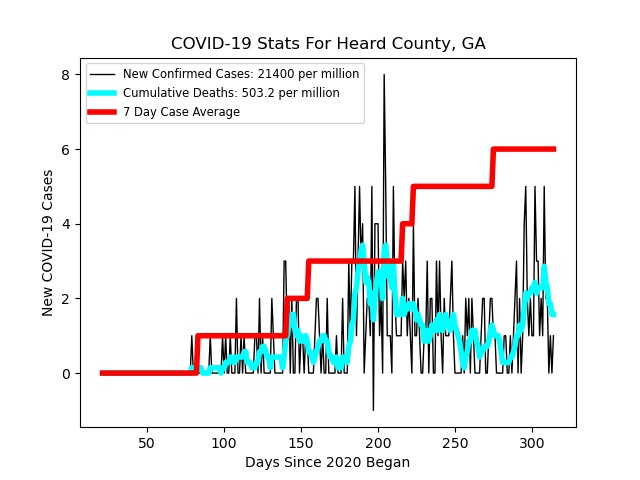 COVID-19 Stats For Heard County, GA
New Confirmed Cases: 21400 per million
Cumulative Deaths: 503.2 per million
7 Day Case Average
New COVID-19 Cases
8
6
4
2
0
50 100 150 200 250 300
Days Since 2020 Began